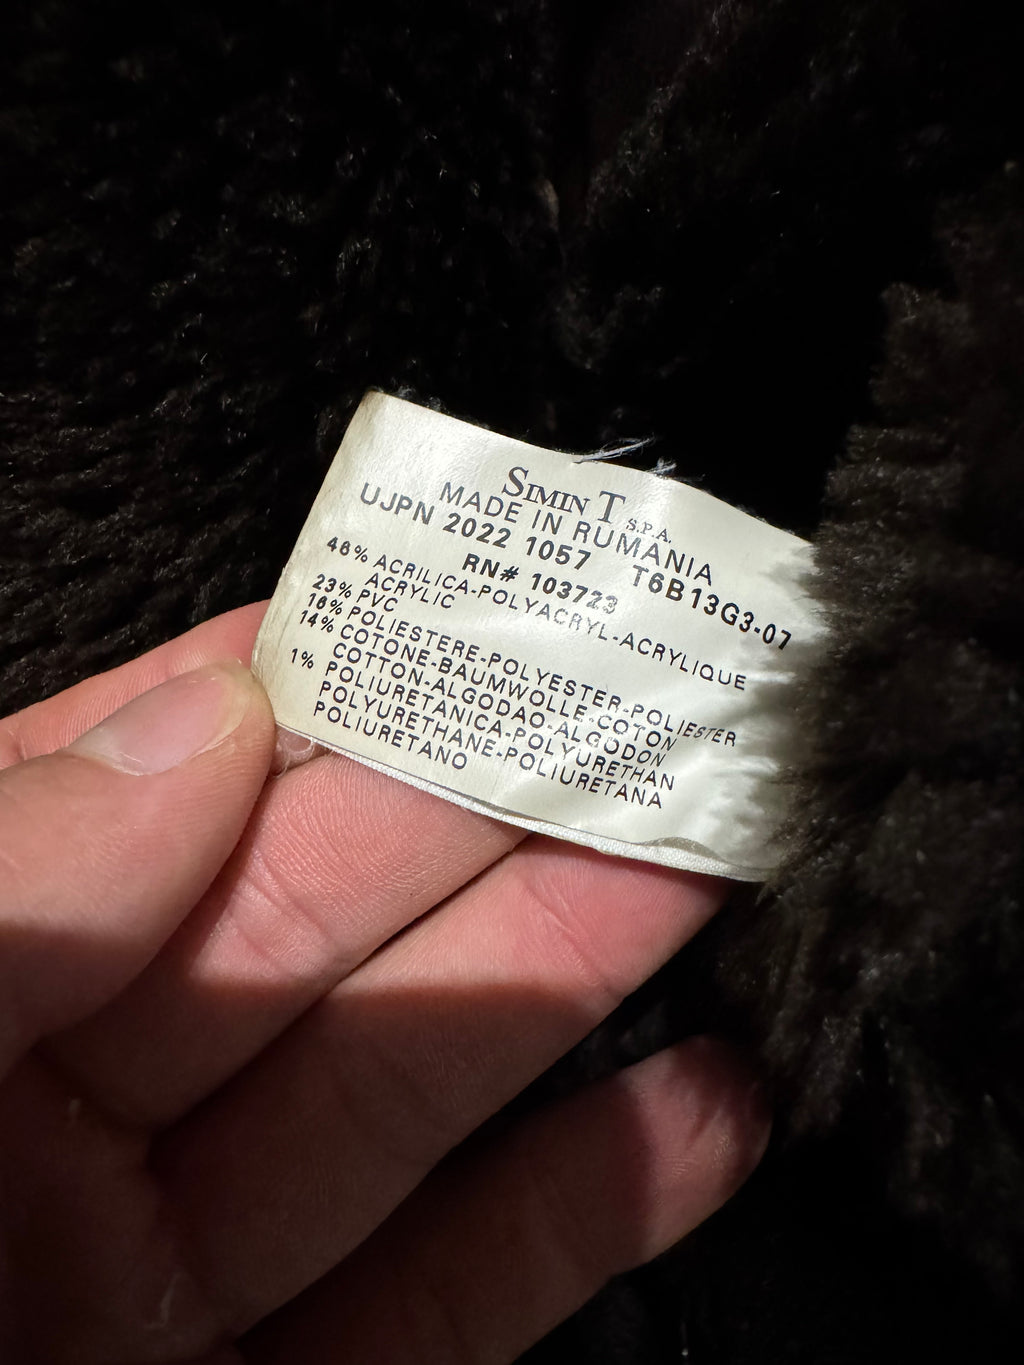 SIMIN T S.P.A.
MADE IN RUMANIA
UJPN 2022 1057 T6B13G3-07
RN# 103723
46% ACRILICA-POLYACRYL-ACRYLIQUE
ACRYLIC
23% PVC
16% POLIESTERE-POLYESTER-POLIESTER
14% COTONE-BAUMWOLLE-COTON
COTTON-ALGODAO-ALGODON
1% POLIURETANICA-POLYURETHAN
POLYURETHANE-POLIURETANA
POLIURETANO